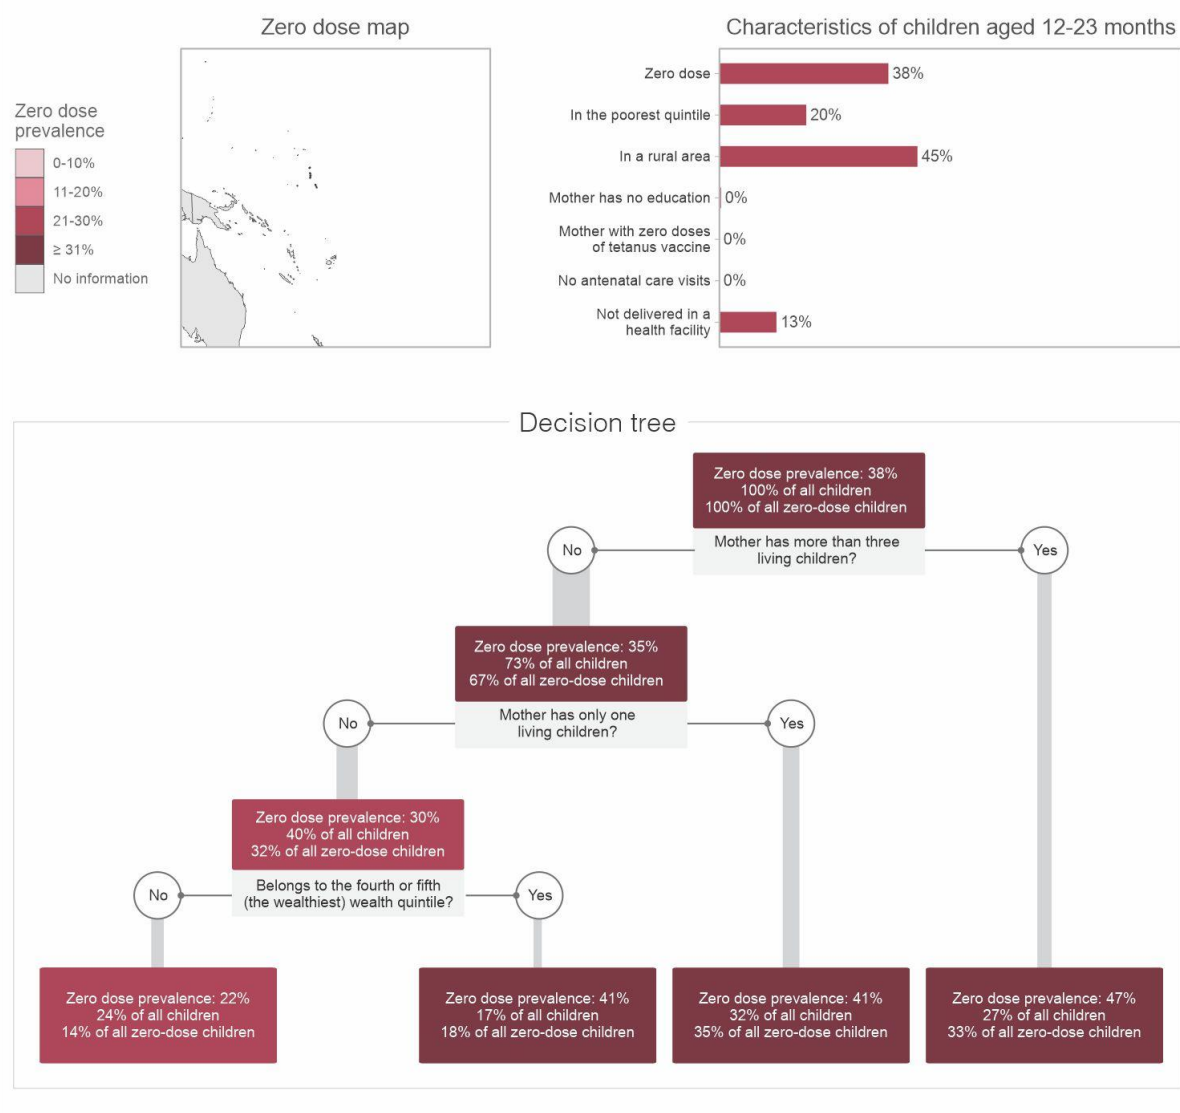 Zero dose map
Zero dose
prevalence
0-10%
11-20%
21-30%
≥ 31%
No information
Characteristics of children aged 12-23 months
Zero dose
38%
In the poorest quintile
20%
In a rural area
45%
Mother has no education
0%
Mother with zero doses
of tetanus vaccine
0%
No antenatal care visits
0%
Not delivered in a
health facility
13%
Decision tree
Zero dose prevalence: 38%
100% of all children
100% of all zero-dose children
Mother has more than three
living children?
No
Yes
Zero dose prevalence: 35%
73% of all children
67% of all zero-dose children
Mother has only one
living children?
No
Yes
Zero dose prevalence: 30%
40% of all children
32% of all zero-dose children
Belongs to the fourth or fifth
(the wealthiest) wealth quintile?
No
Yes
Zero dose prevalence: 22%
24% of all children
14% of all zero-dose children
Zero dose prevalence: 41%
17% of all children
18% of all zero-dose children
Zero dose prevalence: 41%
32% of all children
35% of all zero-dose children
Zero dose prevalence: 47%
27% of all children
33% of all zero-dose children